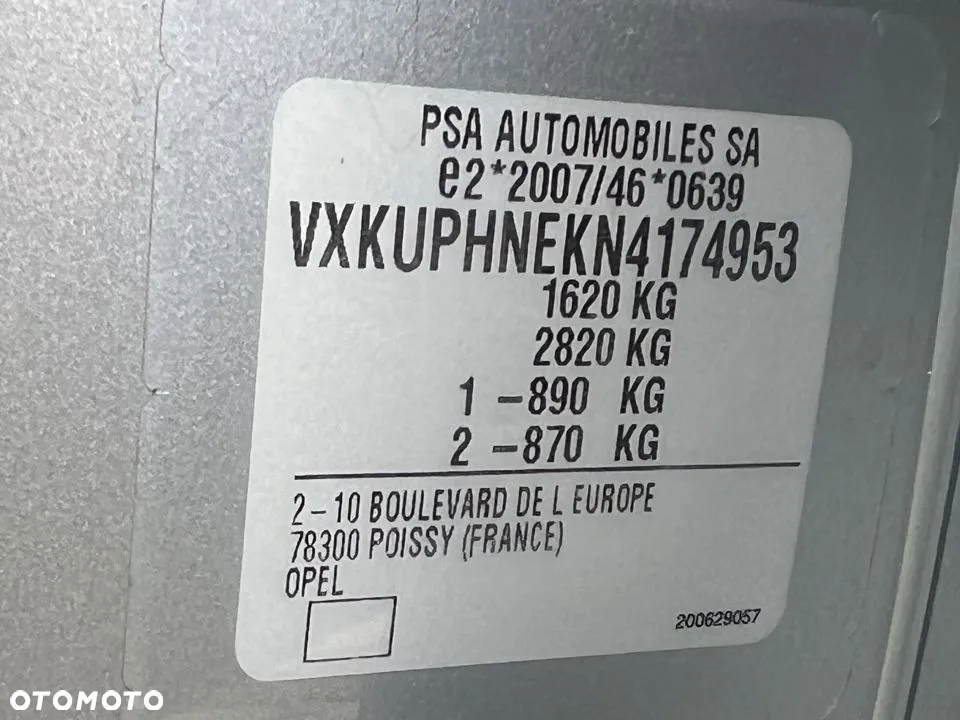 PSA AUTOMOBILES SA
e2*2007/46*0639
VXKUPHNEKN4174953
1620 KG
2820 KG
1 -890 KG
2 -870 KG
2-10 BOULEVARD DE L EUROPE
78300 POISSY (FRANCE)
OPEL
200629057
OTOMOTO